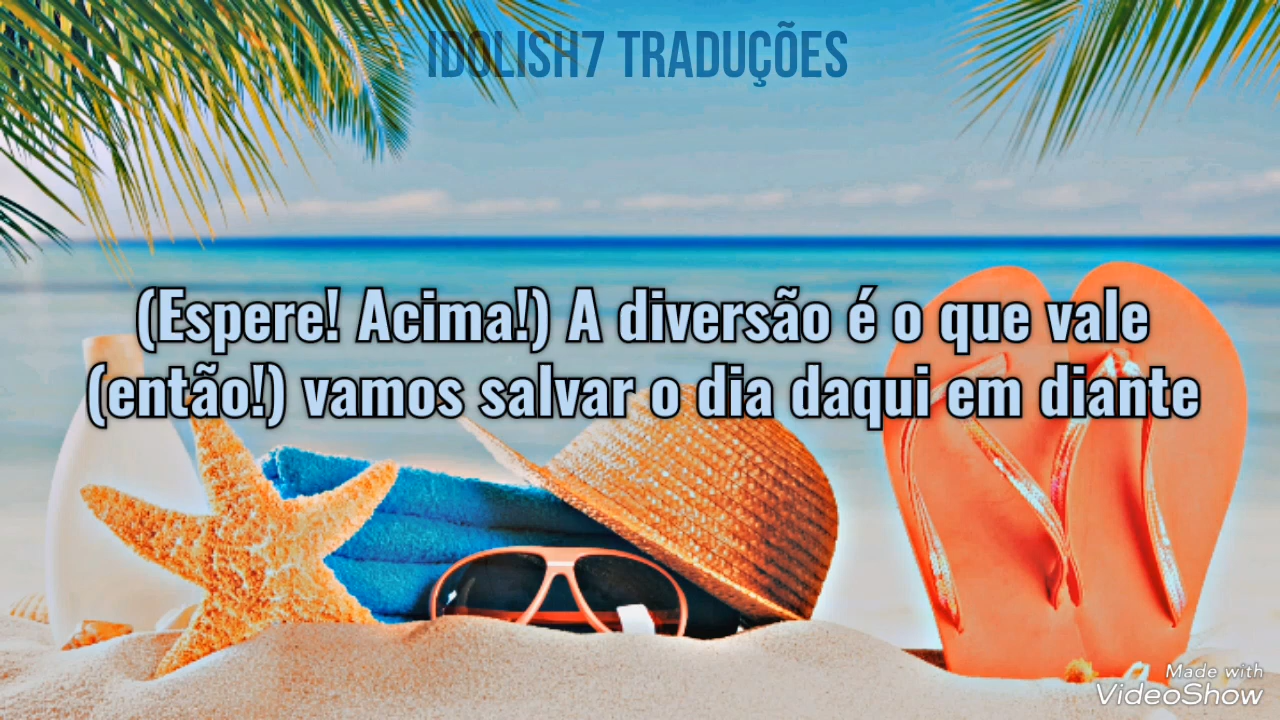 IDOLISH7 TRADUÇÕES
(Espere! Acima!) A diversão é o que vale
(então!) vamos salvar o dia daqui em diante
Made with
VideoShow